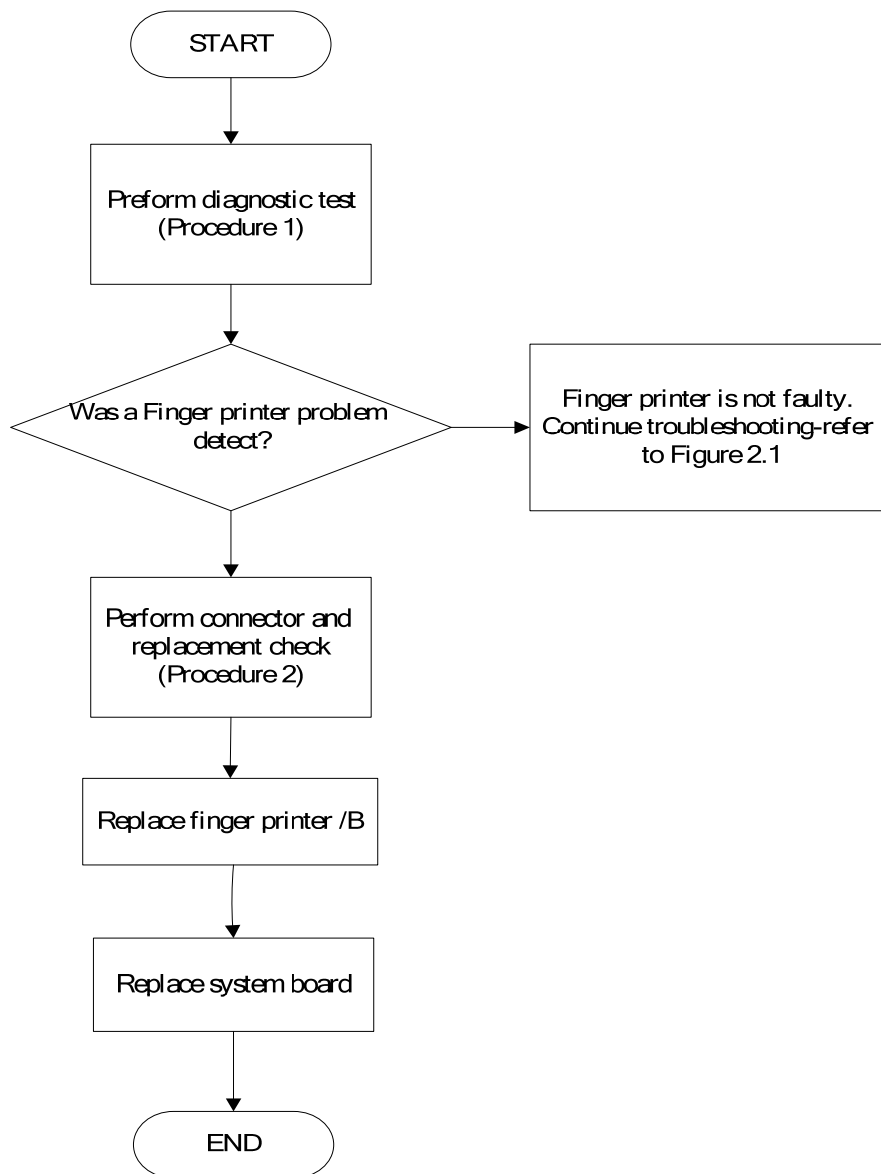 START
Preform diagnostic test
(Procedure 1)
Was a Finger printer problem
detect?
Finger printer is not faulty.
Continue troubleshooting-refer
to Figure 2.1
Perform connector and
replacement check
(Procedure 2)
Replace finger printer /B
Replace system board
END